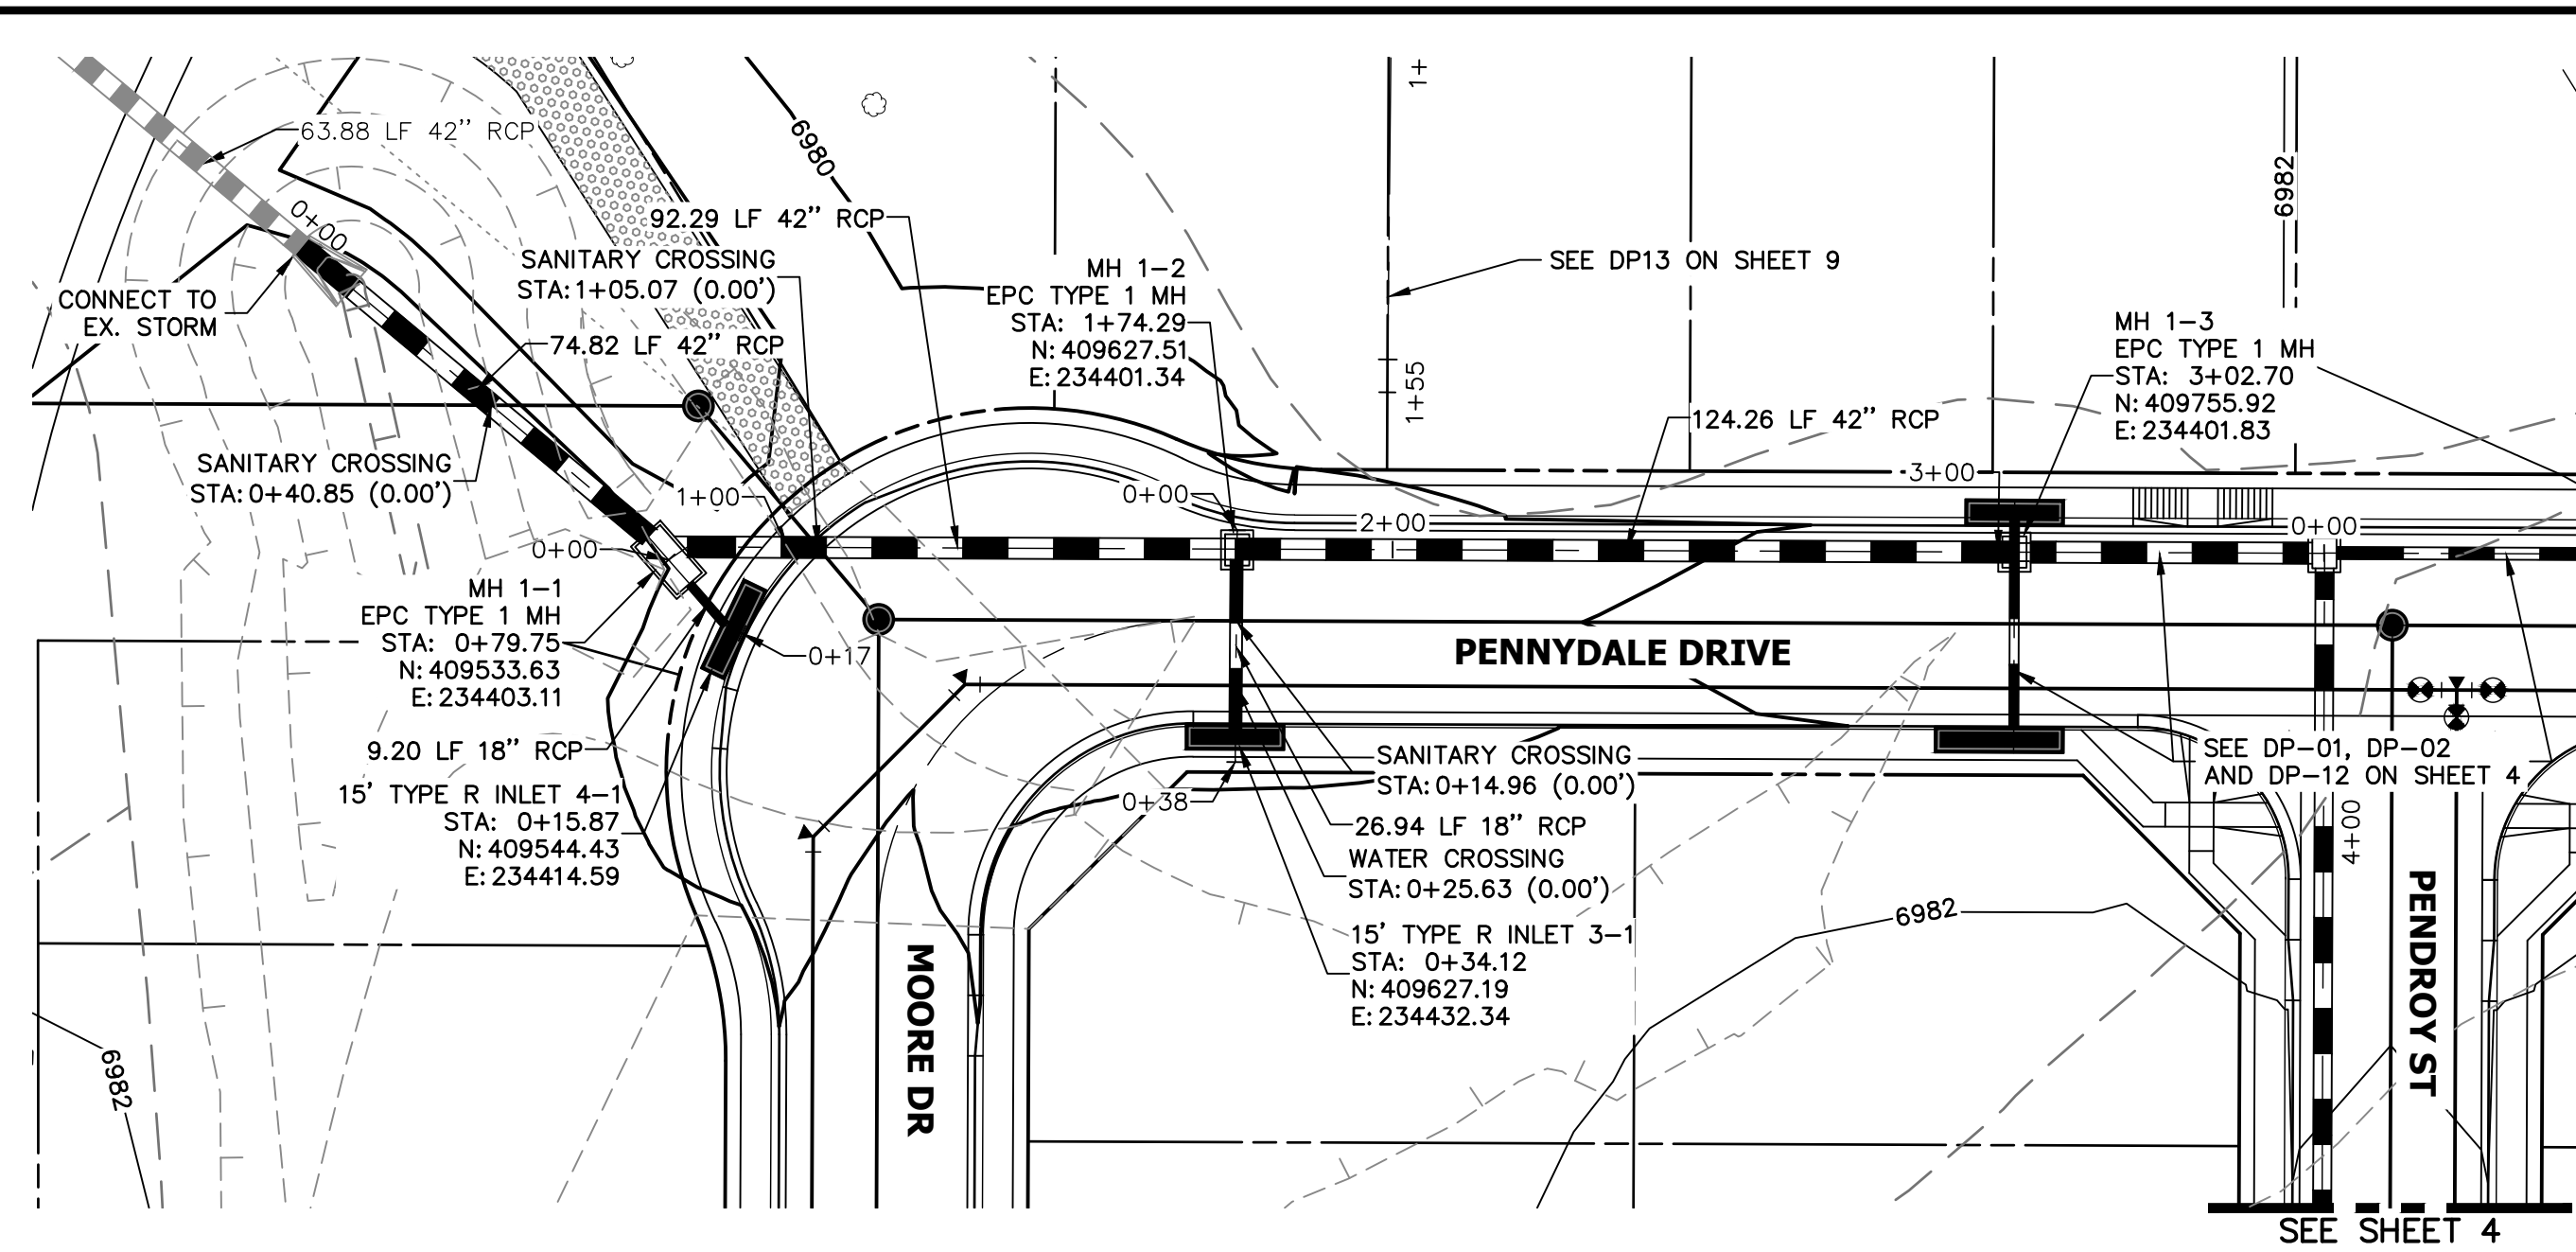 63.88 LF 42" RCP
0+00
CONNECT TO
EX. STORM
6980
92.29 LF 42" RCP
SANITARY CROSSING
STA:1+05.07 (0.00')
74.82 LF 42" RCP
SANITARY CROSSING
STA:0+40.85 (0.00')
1+00
0+00
MH 1-1
EPC TYPE 1 MH
STA: 0+79.75
N:409533.63
E:234403.11
0+17
9.20 LF 18" RCP
15' TYPE R INLET 4-1
STA: 0+15.87
N:409544.43
E:234414.59
6982
MOORE DR
MH 1-2
EPC TYPE 1 MH
STA: 1+74.29
N:409627.51
E:234401.34
0+00
1+
1+55
SEE DP13 ON SHEET 9
2+00
124.26 LF 42" RCP
3+00
6982
MH 1-3
EPC TYPE 1 MH
STA: 3+02.70
N:409755.92
E:234401.83
0+00
PENNYDALE DRIVE
0+38
SANITARY CROSSING
STA:0+14.96 (0.00')
26.94 LF 18" RCP
WATER CROSSING
STA:0+25.63 (0.00')
15' TYPE R INLET 3-1
STA: 0+34.12
N:409627.19
E:234432.34
6982
SEE DP-01, DP-02
AND DP-12 ON SHEET 4
4+00
PENDROY ST
SEE SHEET 4